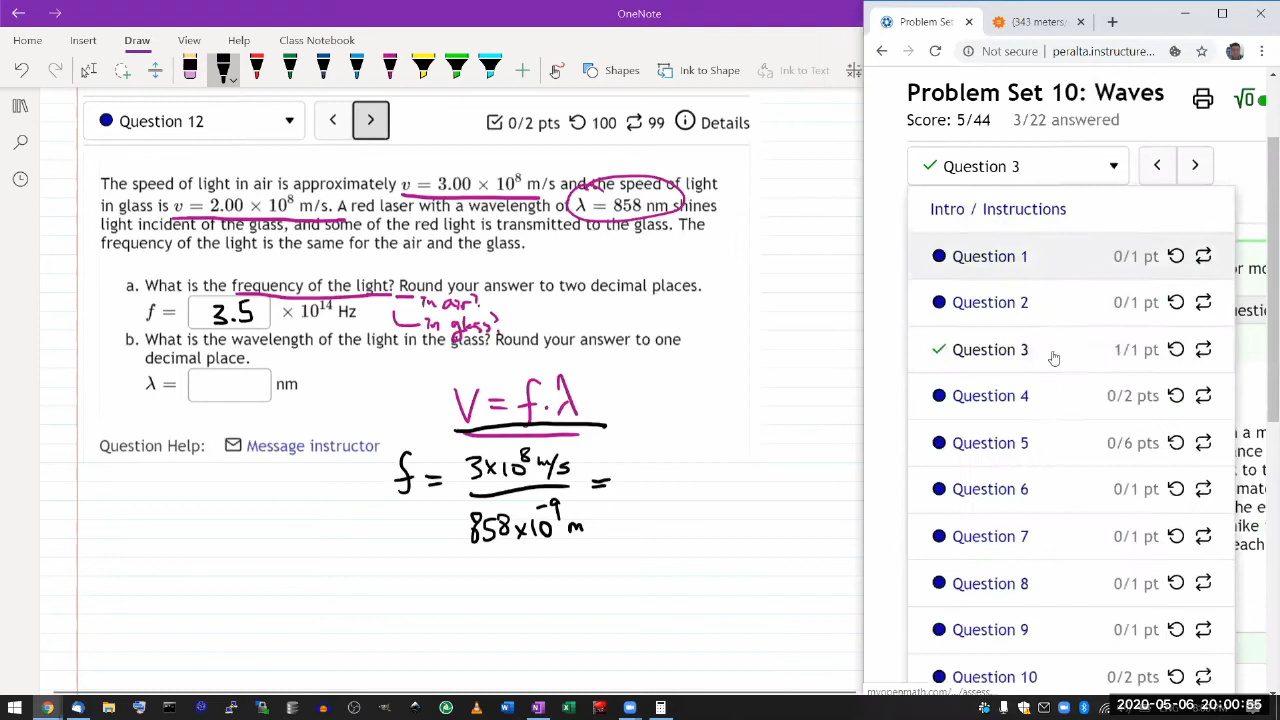 OneNote
Home Insert Draw View Help Class Notebook
Shapes Ink to Shape Ink to Text
Question 12 0/2 pts 100 99 Details
The speed of light in air is approximately v = 3.00 × 10⁸ m/s and the speed of light
in glass is v = 2.00 × 10⁸ m/s. A red laser with a wavelength of λ = 858 nm shines
light incident of the glass, and some of the red light is transmitted to the glass. The
frequency of the light is the same for the air and the glass.
a. What is the frequency of the light? Round your answer to two decimal places.
in air?
f = 3.5 × 10¹⁴ Hz
in glass?
b. What is the wavelength of the light in the glass? Round your answer to one
decimal place.
λ = nm
V = f · λ
Question Help: Message instructor
f = 3×10⁸ m/s =
858×10⁻⁹ m
Problem Set (343 meters/
Not secure peralta.instructure...
Problem Set 10: Waves
√0
Score: 5/44 3/22 answered
Question 3
Intro / Instructions
Question 1 0/1 pt
Question 2 0/1 pt
Question 3 1/1 pt
Question 4 0/2 pt
Question 5 0/6 pts
Question 6 0/1 pt
Question 7 0/1 pt
Question 8 0/1 pt
Question 9 0/1 pt
Question 10 0/2 pts
myopenmath.com/.../assess...
2020-05-06 20:00:55